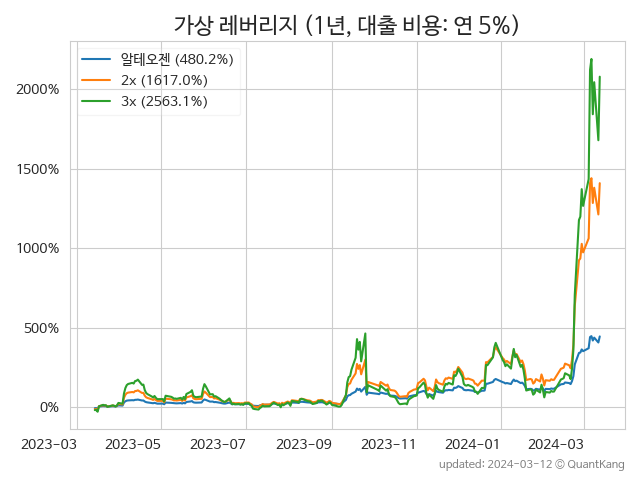 가상 레버리지 (1년, 대출 비용: 연 5%)
알테오젠 (480.2%)
2x (1617.0%)
3x (2563.1%)
2000%
1500%
1000%
500%
0%
2023-03 2023-05 2023-07 2023-09 2023-11 2024-01 2024-03
updated: 2024-03-12 © QuantKang